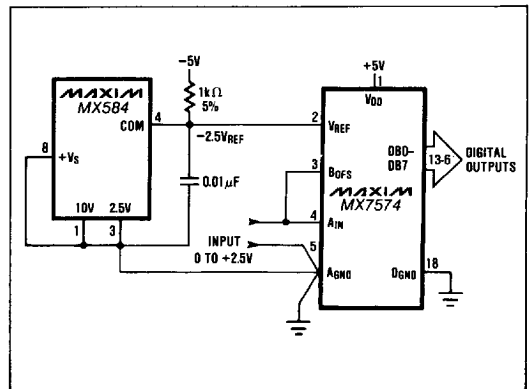 -5V
1kΩ
5%
MAXIM
MX584
COM
4
-2.5VREF
8
+VS
10V
2.5V
1
3
0.01μF
+5V
1
VDD
2
VREF
3
BOFS
MAXIM
MX7574
4
AIN
DB0-
DB7
13-6
DIGITAL
OUTPUTS
INPUT
0 TO +2.5V
5
AGND
DGND
18